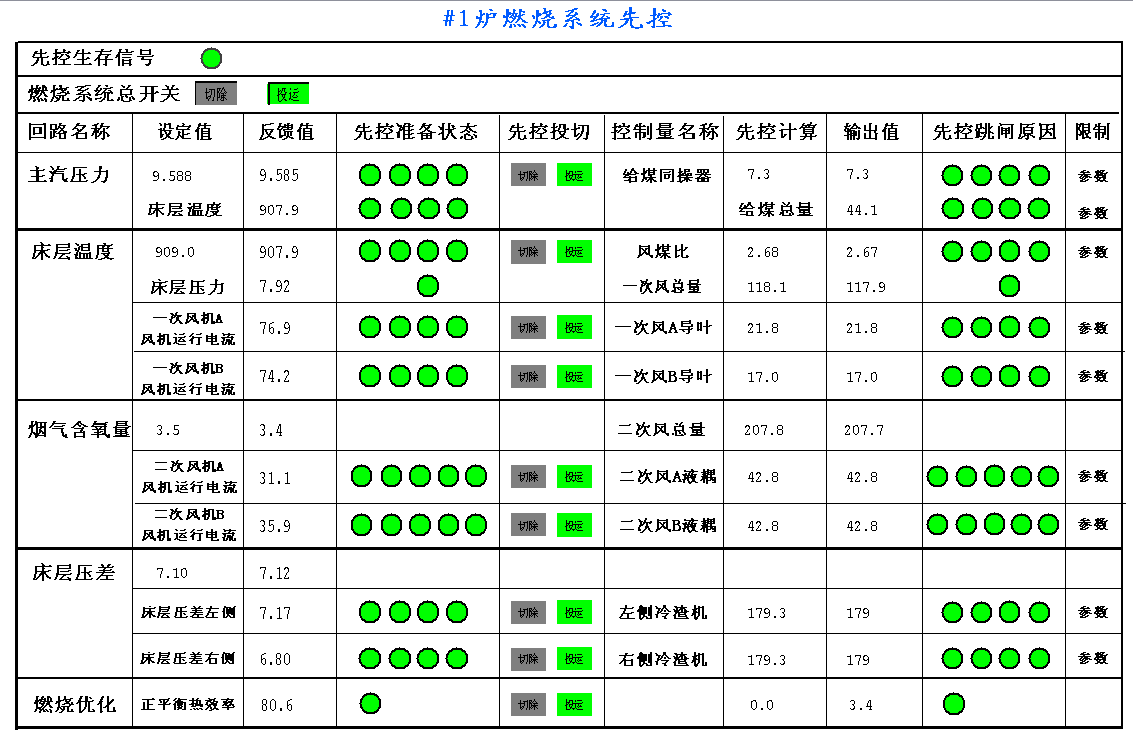 #1炉燃烧系统先控
先控生存信号
燃烧系统总开关 切除 投运
回路名称 设定值 反馈值 先控准备状态 先控投切 控制量名称 先控计算 输出值 先控跳闸原因 限制
主汽压力 9.588 9.585 切除 投运 给煤同操器 7.3 7.3 参数
床层温度 907.9 给煤总量 44.1 参数
床层温度 909.0 907.9 切除 投运 风煤比 2.68 2.67 参数
床层压力 7.92 一次风总量 118.1 117.9
一次风机A
风机运行电流 76.9 切除 投运 一次风A导叶 21.8 21.8 参数
一次风机B
风机运行电流 74.2 切除 投运 一次风B导叶 17.0 17.0 参数
烟气含氧量 3.5 3.4 二次风总量 207.8 207.7
二次风机A
风机运行电流 31.1 切除 投运 二次风A液耦 42.8 42.8 参数
二次风机B
风机运行电流 35.9 切除 投运 二次风B液耦 42.8 42.8 参数
床层压差 7.10 7.12
床层压差左侧 7.17 切除 投运 左侧冷渣机 179.3 179 参数
床层压差右侧 6.80 切除 投运 右侧冷渣机 179.3 179 参数
燃烧优化 正平衡热效率 80.6 切除 投运 0.0 3.4